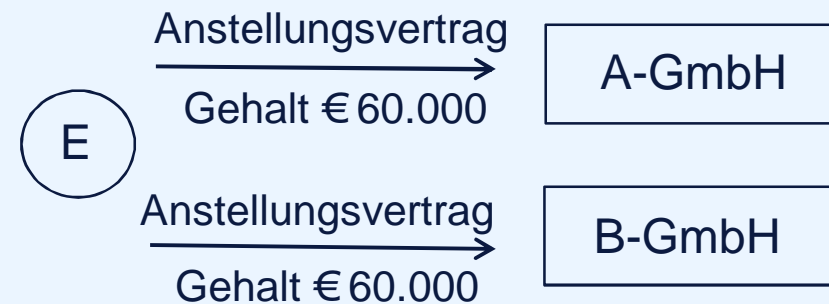 Anstellungsvertrag
A-GmbH
Gehalt € 60.000
E
Anstellungsvertrag
B-GmbH
Gehalt € 60.000